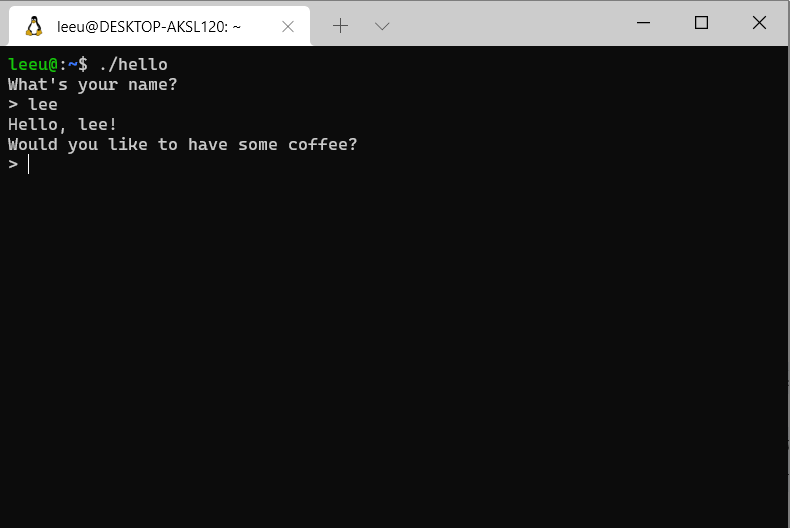 leeu@DESKTOP-AKSL120: ~
leeu@:~$ ./hello
What's your name?
> lee
Hello, lee!
Would you like to have some coffee?
>